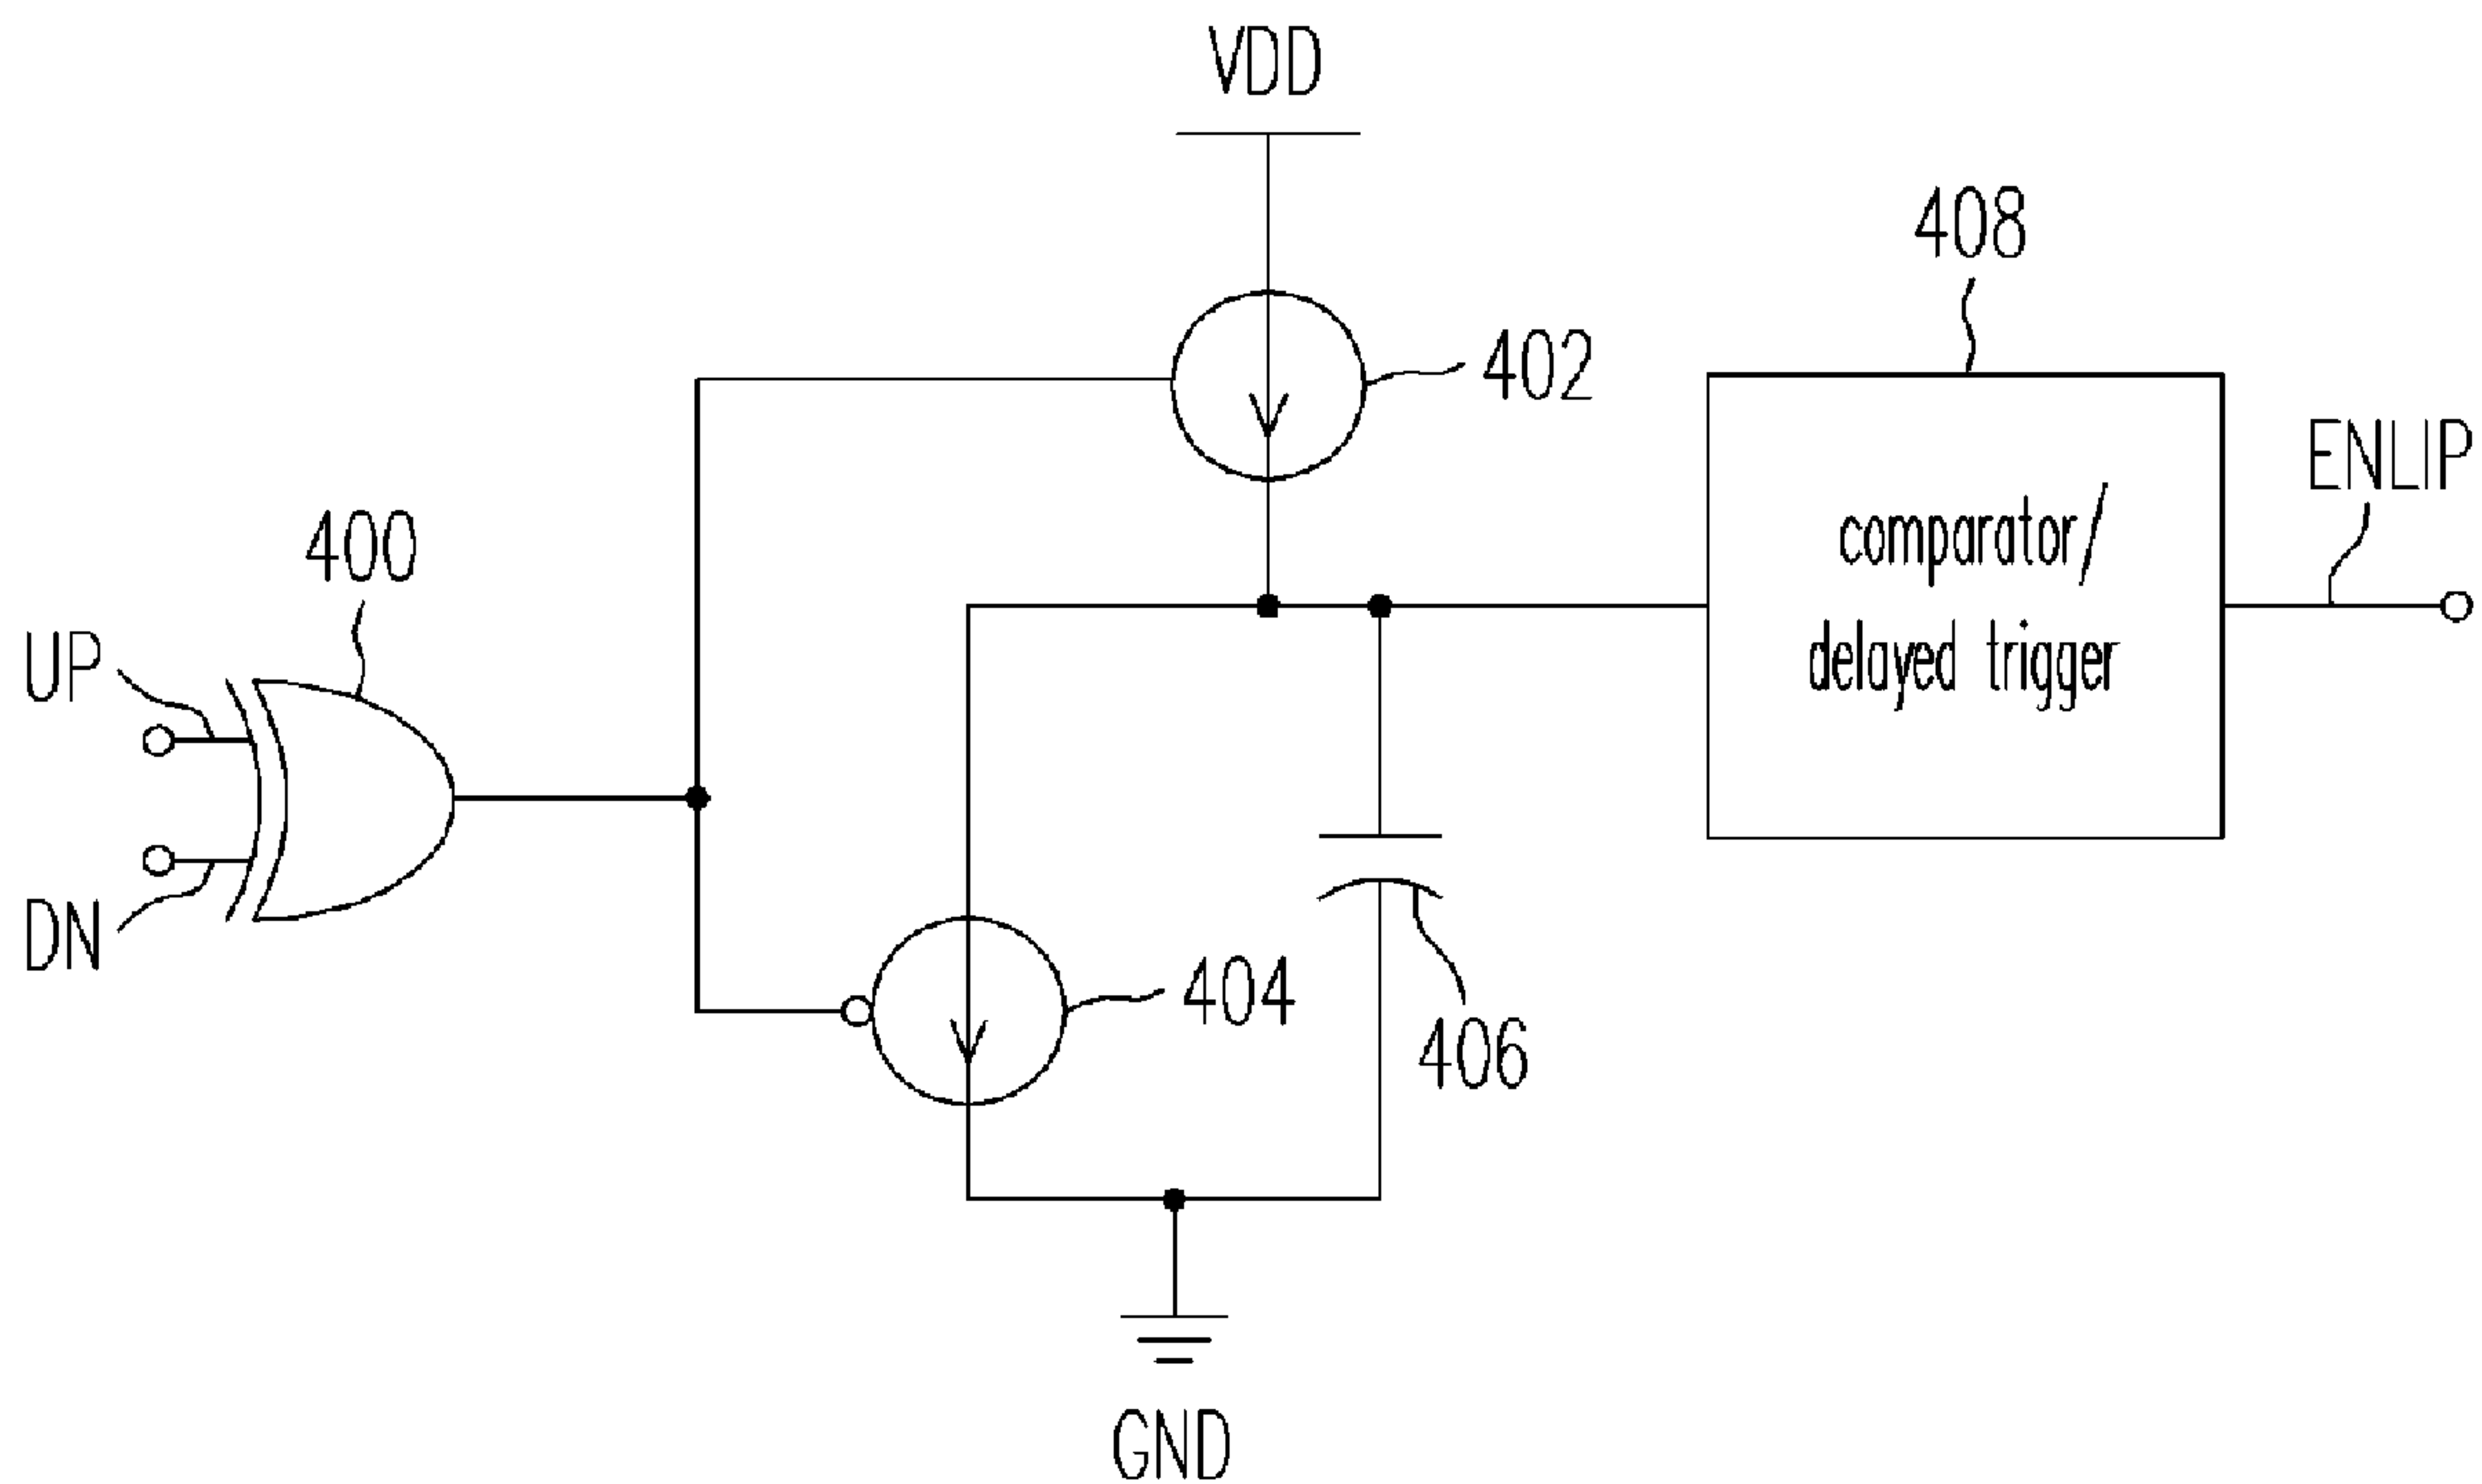 VDD
408
402
ENLIP
400
comparator/
UP
delayed trigger
DN
404
406
GND